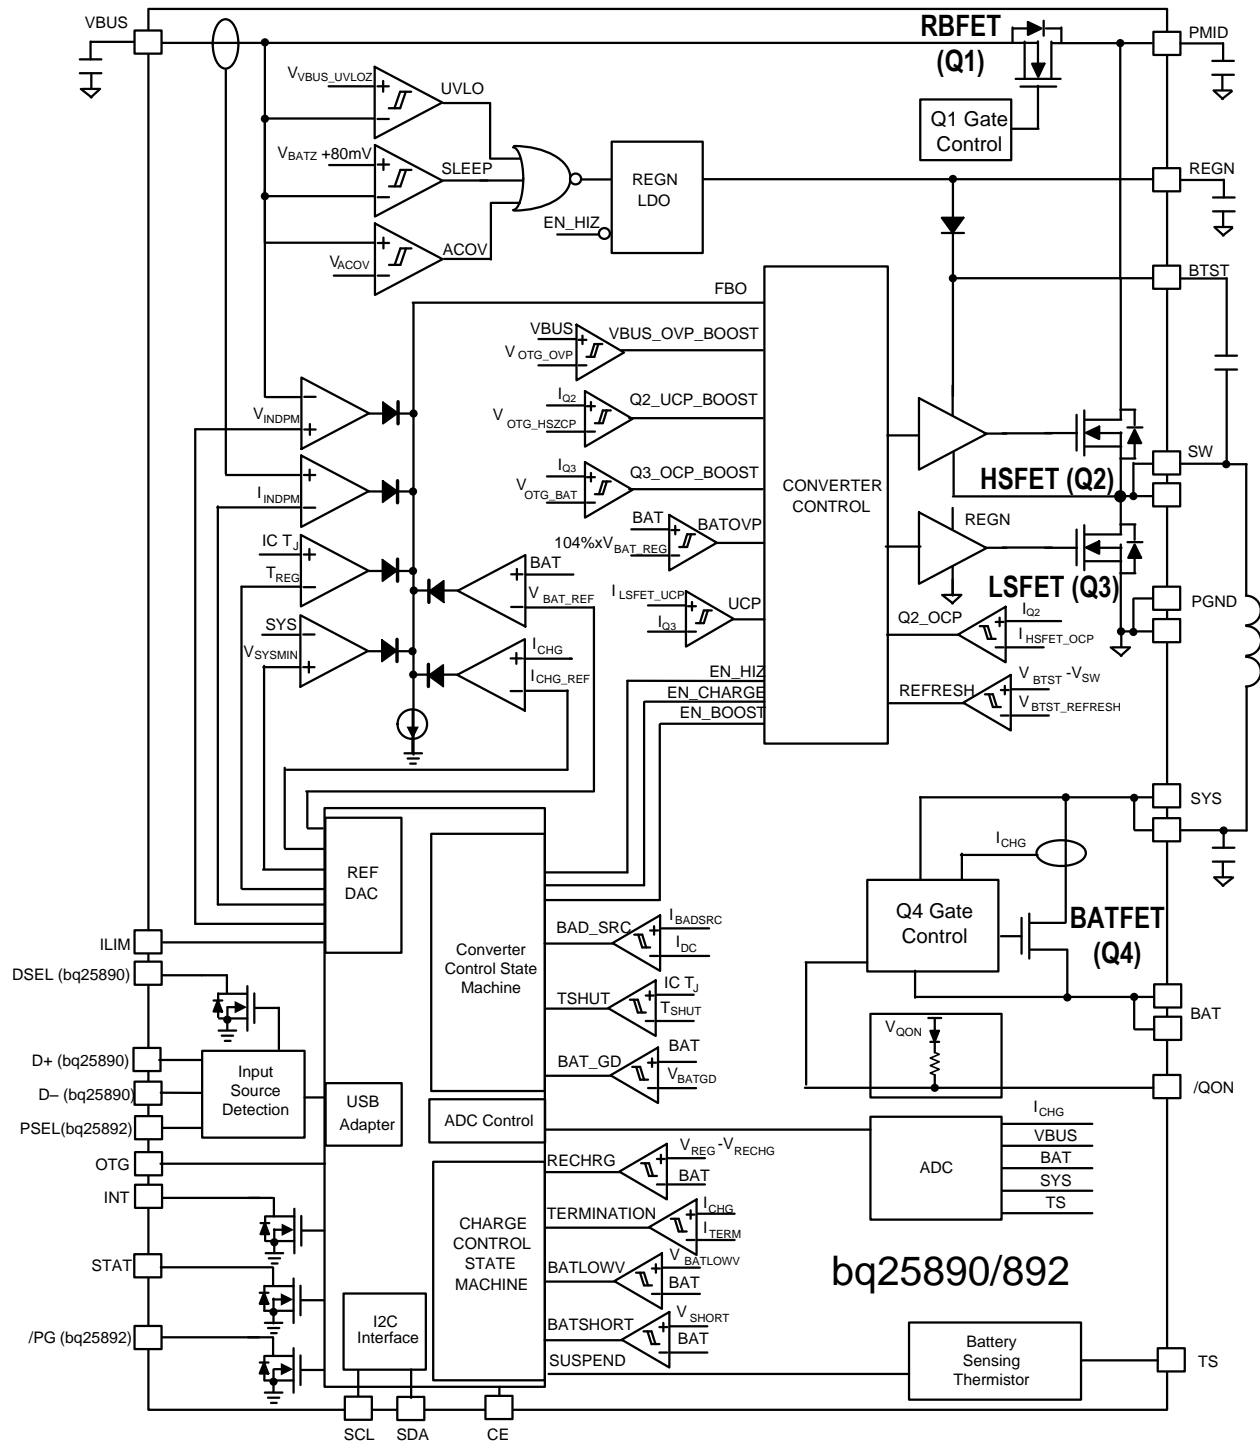 VBUS
RBFET
(Q1)
PMID
V_VBUS_UVLOZ
UVLO
Q1 Gate
Control
V_BATZ +80mV
SLEEP
REGN
LDO
REGN
EN_HIZ
ACOV
V_ACOV
BTST
FBO
VBUS
VBUS_OVP_BOOST
V_OTG_OVP
I_Q2
Q2_UCP_BOOST
V_OTG_HSZCP
V_INDPM
I_Q3
Q3_OCP_BOOST
V_OTG_BAT
I_INDPM
CONVERTER
CONTROL
HSFET (Q2)
SW
BAT
BATOVP
104%xV_BAT_REG
REGN
LSFET (Q3)
IC T_J
T_REG
BAT
V_BAT_REF
I_LSFET_UCP
UCP
I_Q3
PGND
Q2_OCP
I_Q2
I_HSFET_OCP
SYS
V_SYSMIN
I_CHG
I_CHG_REF
EN_HIZ
EN_CHARGE
EN_BOOST
REFRESH
V_BTST -V_SW
V_BTST_REFRESH
SYS
I_CHG
REF
DAC
Q4 Gate
Control
BATFET
(Q4)
ILIM
Converter
Control State
Machine
BAD_SRC
I_BADSRC
I_DC
DSEL (bq25890)
TSHUT
IC T_J
T_SHUT
BAT
V_QON
D+ (bq25890)
D– (bq25890)
PSEL(bq25892)
Input
Source
Detection
USB
Adapter
BAT_GD
BAT
V_BATGD
/QON
ADC Control
ADC
I_CHG
VBUS
BAT
SYS
TS
OTG
INT
RECHRG
V_REG -V_RECHG
BAT
CHARGE
CONTROL
STATE
MACHINE
TERMINATION
I_CHG
I_TERM
STAT
BATLOWV
V_BATLOWV
BAT
bq25890/892
/PG (bq25892)
I2C
Interface
BATSHORT
V_SHORT
BAT
SUSPEND
Battery
Sensing
Thermistor
TS
SCL
SDA
CE